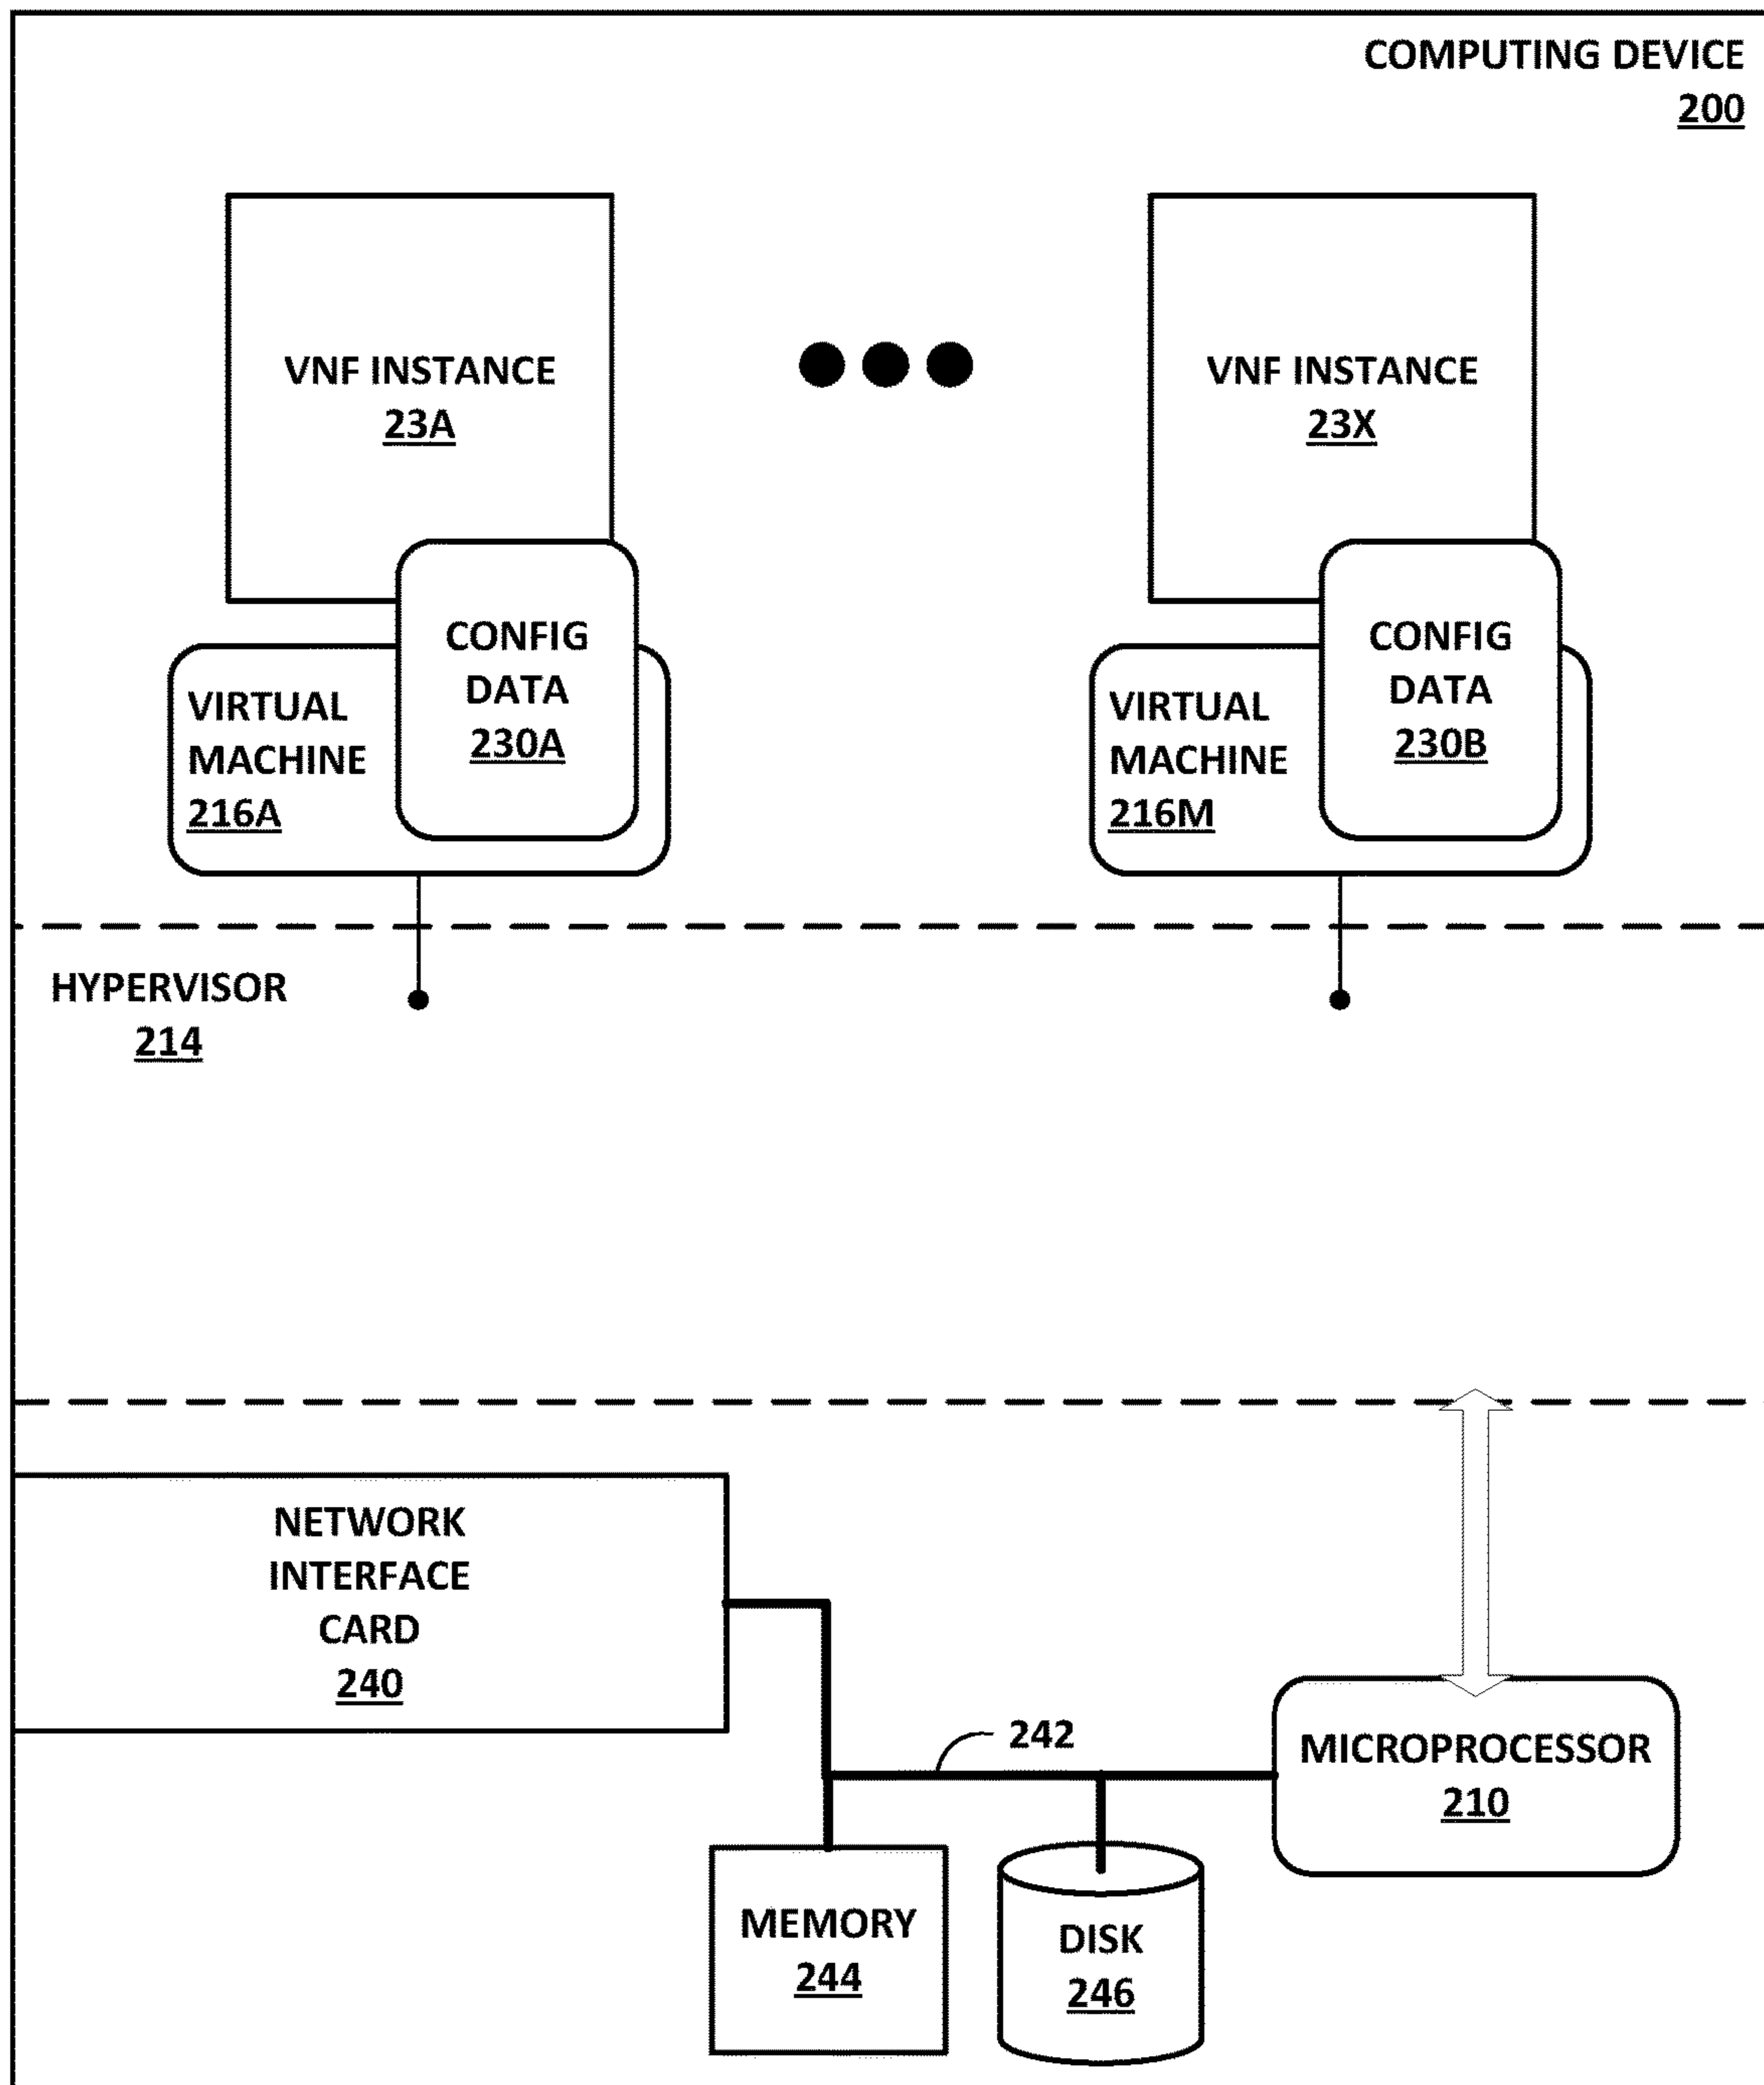 COMPUTING DEVICE
200
VNF INSTANCE
23A
VNF INSTANCE
23X
CONFIG
DATA
230A
VIRTUAL
MACHINE
216A
CONFIG
DATA
230B
VIRTUAL
MACHINE
216M
HYPERVISOR
214
NETWORK
INTERFACE
CARD
240
242
MICROPROCESSOR
210
MEMORY
244
DISK
246